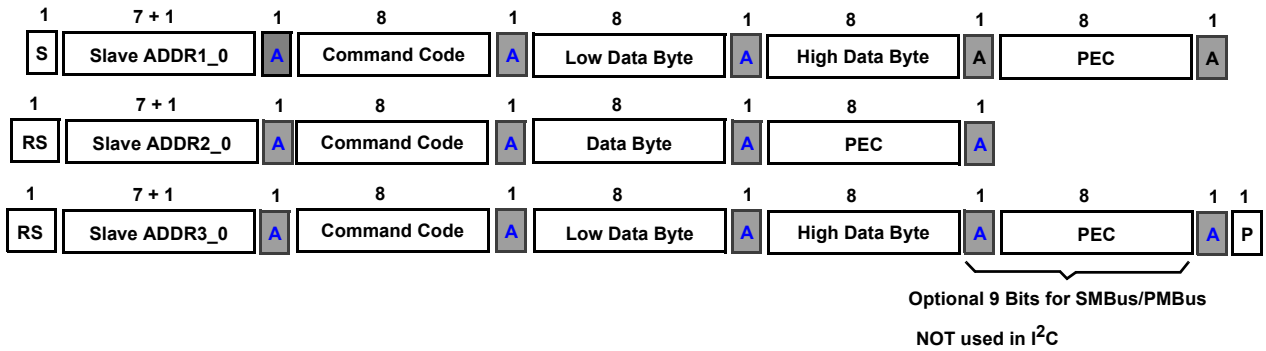 1 7 + 1 1 8 1 8 1 8 1 8 1
S Slave ADDR1_0 A Command Code A Low Data Byte A High Data Byte A PEC A
1 7 + 1 1 8 1 8 1 8 1
RS Slave ADDR2_0 A Command Code A Data Byte A PEC A
1 7 + 1 1 8 1 8 1 8 1 8 1 1
RS Slave ADDR3_0 A Command Code A Low Data Byte A High Data Byte A PEC A P
Optional 9 Bits for SMBus/PMBus
NOT used in I²C